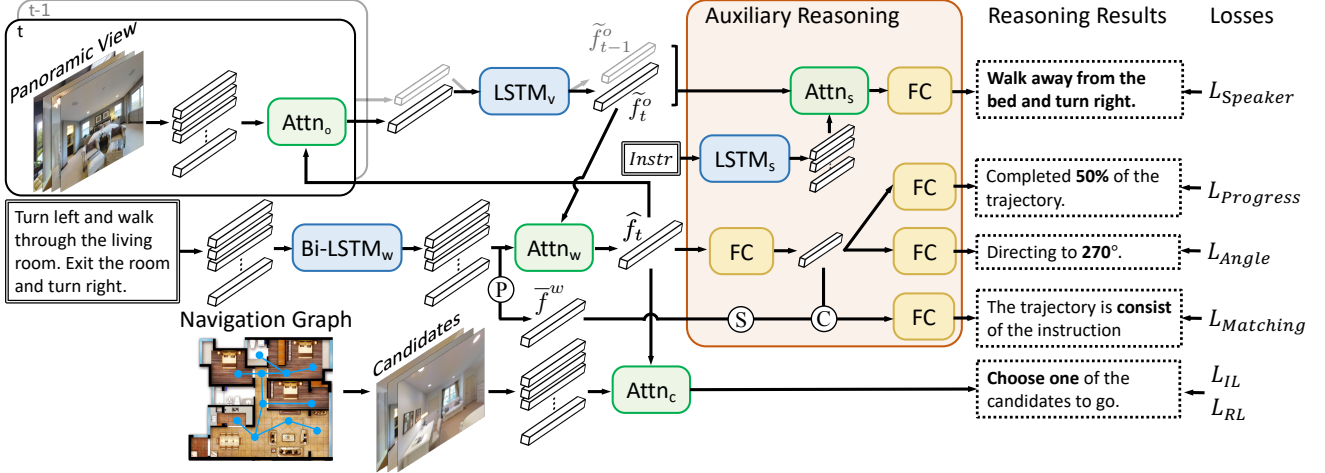 t-1
t
Panoramic View
Attn_o
LSTM_v
\widetilde{f}^o_{t-1}
\widetilde{f}^o_t
Auxiliary Reasoning
Reasoning Results
Losses
Attn_s
FC
Walk away from the
bed and turn right.
L_Speaker
Instr
LSTM_s
FC
Completed 50% of the
trajectory.
L_Progress
Turn left and walk
through the living
room. Exit the room
and turn right.
Bi-LSTM_w
Attn_w
\widehat{f}_t
FC
FC
Directing to 270°.
L_Angle
P
\overline{f}^w
S
C
FC
The trajectory is consist
of the instruction
L_Matching
Navigation Graph
Candidates
Attn_c
Choose one of the
candidates to go.
L_IL
L_RL